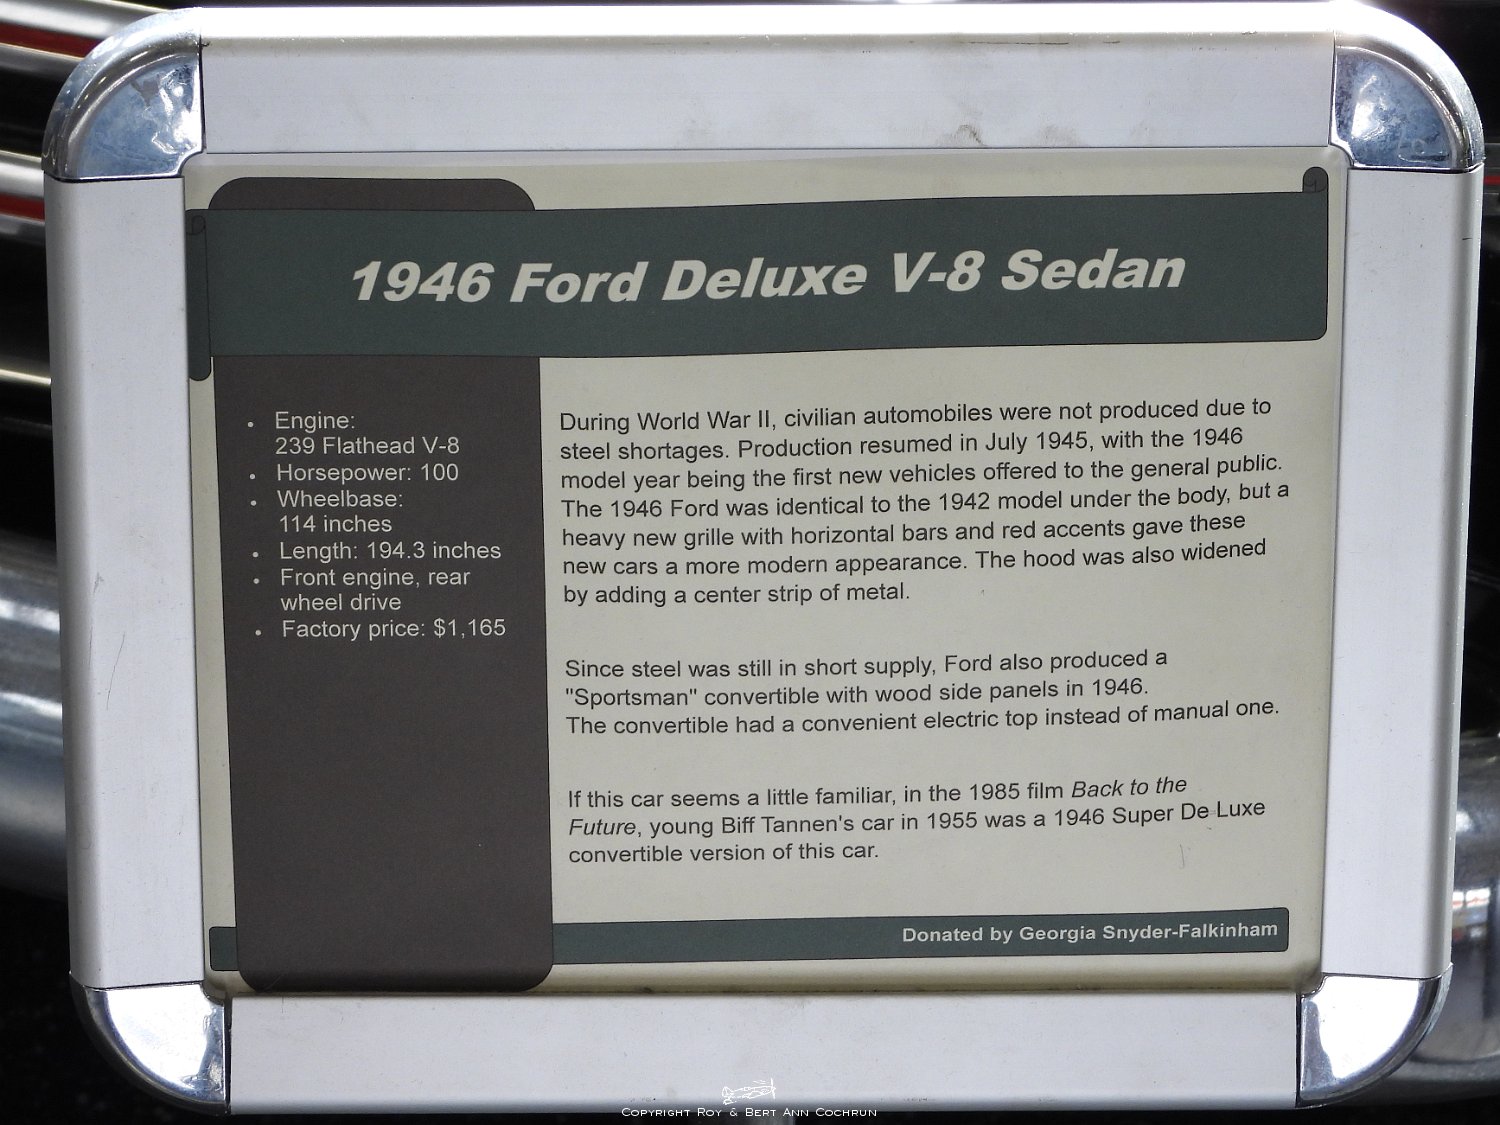 1946 Ford Deluxe V-8 Sedan
• Engine:
239 Flathead V-8
• Horsepower: 100
• Wheelbase:
114 inches
• Length: 194.3 inches
• Front engine, rear
wheel drive
• Factory price: $1,165
During World War II, civilian automobiles were not produced due to
steel shortages. Production resumed in July 1945, with the 1946
model year being the first new vehicles offered to the general public.
The 1946 Ford was identical to the 1942 model under the body, but a
heavy new grille with horizontal bars and red accents gave these
new cars a more modern appearance. The hood was also widened
by adding a center strip of metal.
Since steel was still in short supply, Ford also produced a
"Sportsman" convertible with wood side panels in 1946.
The convertible had a convenient electric top instead of manual one.
If this car seems a little familiar, in the 1985 film Back to the
Future, young Biff Tannen's car in 1955 was a 1946 Super De Luxe
convertible version of this car.
Donated by Georgia Snyder-Falkinham
Copyright Roy & Bert Ann Cochrun